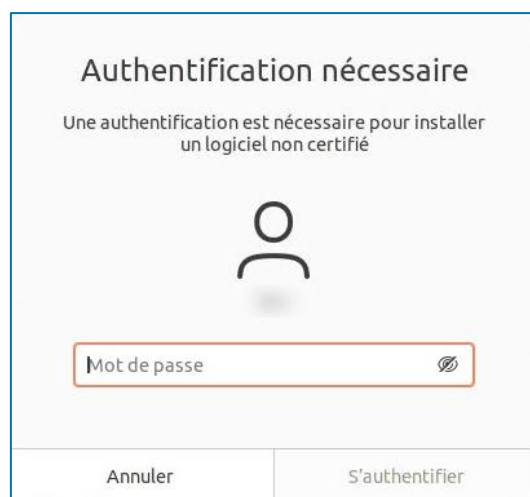 Authentification nécessaire
Une authentification est nécessaire pour installer
un logiciel non certifié
Mot de passe
Annuler
S'authentifier